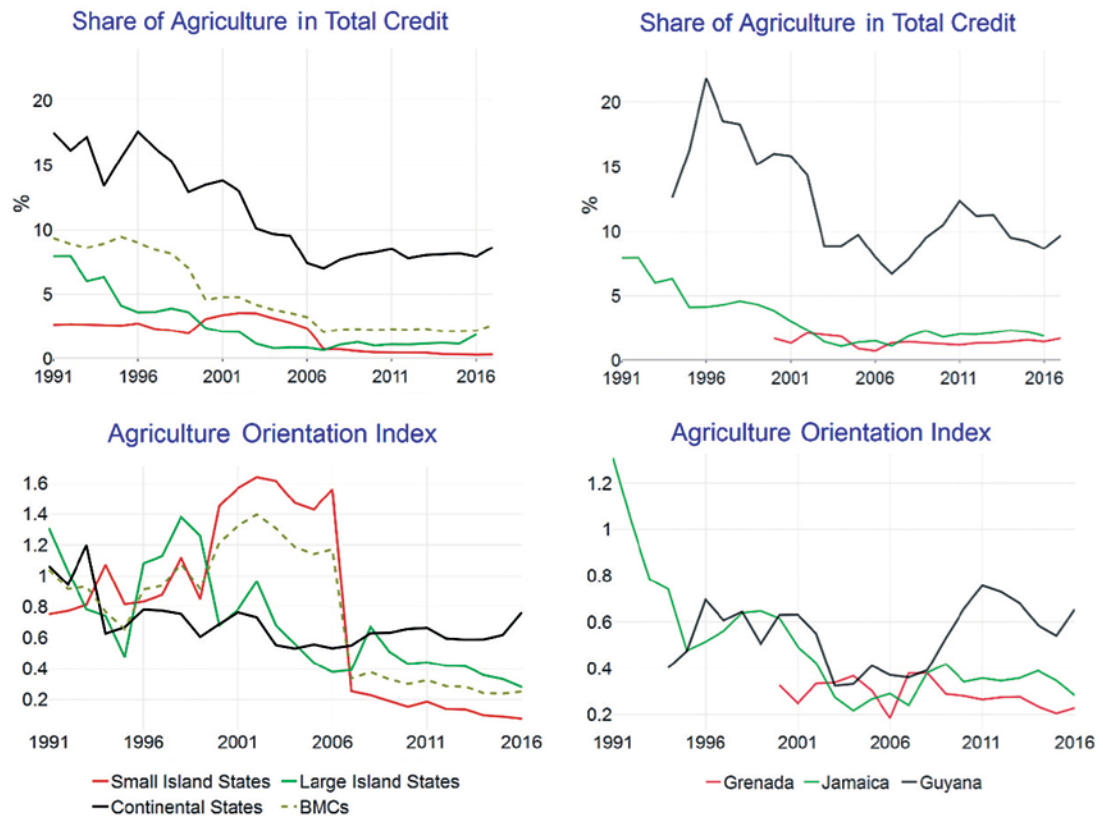 Share of Agriculture in Total Credit
20
15
%
10
5
0
1991 1996 2001 2006 2011 2016
Share of Agriculture in Total Credit
20
15
%
10
5
0
1991 1996 2001 2006 2011 2016
Agriculture Orientation Index
1.6
1.4
1.2
1
0.8
0.6
0.4
0.2
1991 1996 2001 2006 2011 2016
Small Island States Large Island States
Continental States BMCs
Agriculture Orientation Index
1.2
1
0.8
0.6
0.4
0.2
1991 1996 2001 2006 2011 2016
Grenada Jamaica Guyana